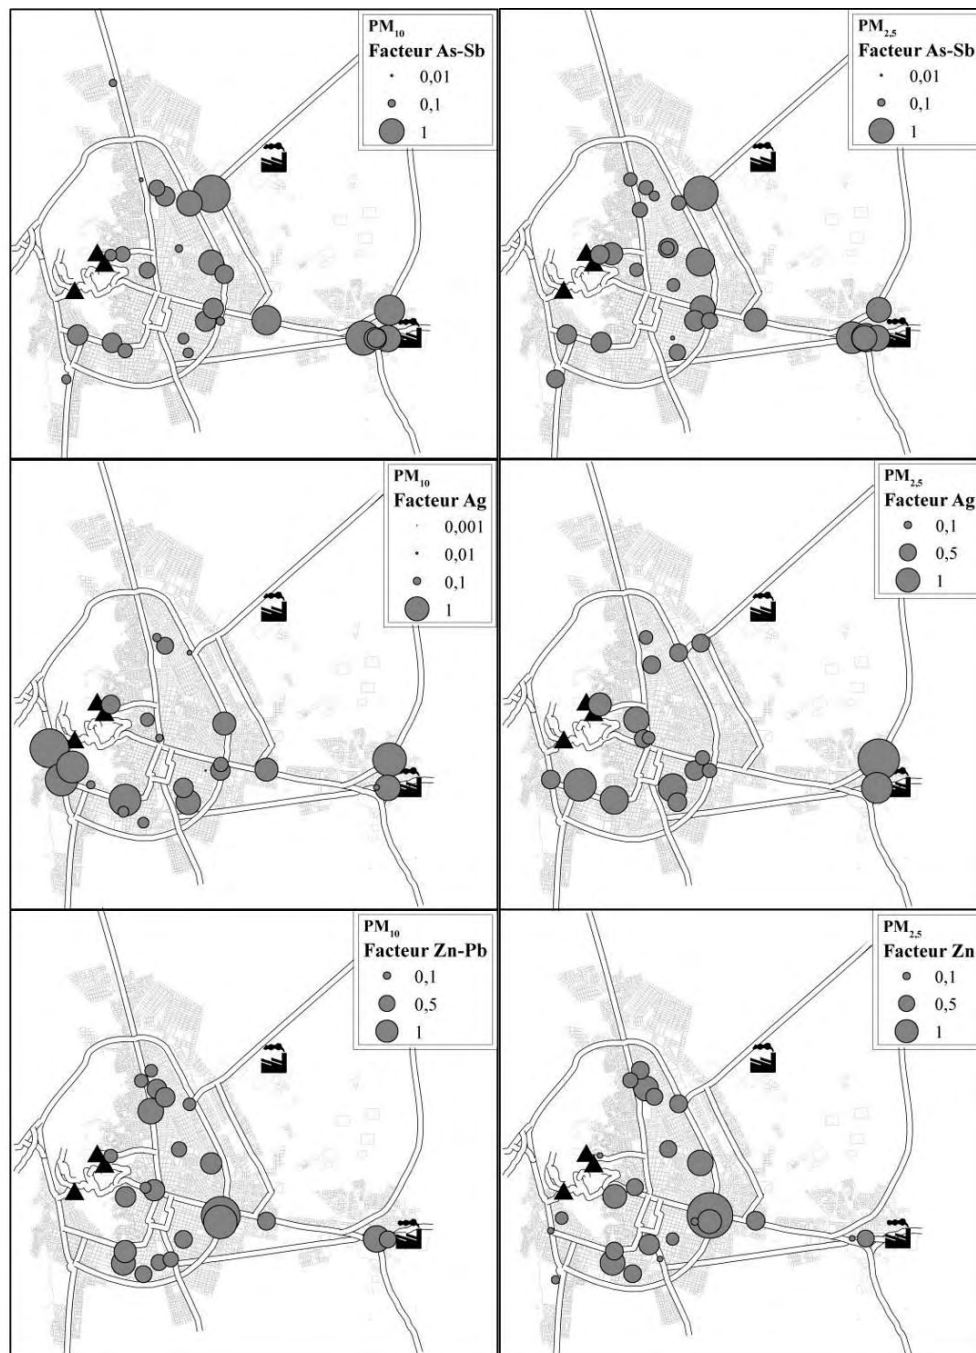 PM10
Facteur As-Sb
0,01
0,1
1
PM2,5
Facteur As-Sb
0,01
0,1
1
PM10
Facteur Ag
0,001
0,01
0,1
1
PM2,5
Facteur Ag
0,1
0,5
1
PM10
Facteur Zn-Pb
0,1
0,5
1
PM2,5
Facteur Zn
0,1
0,5
1